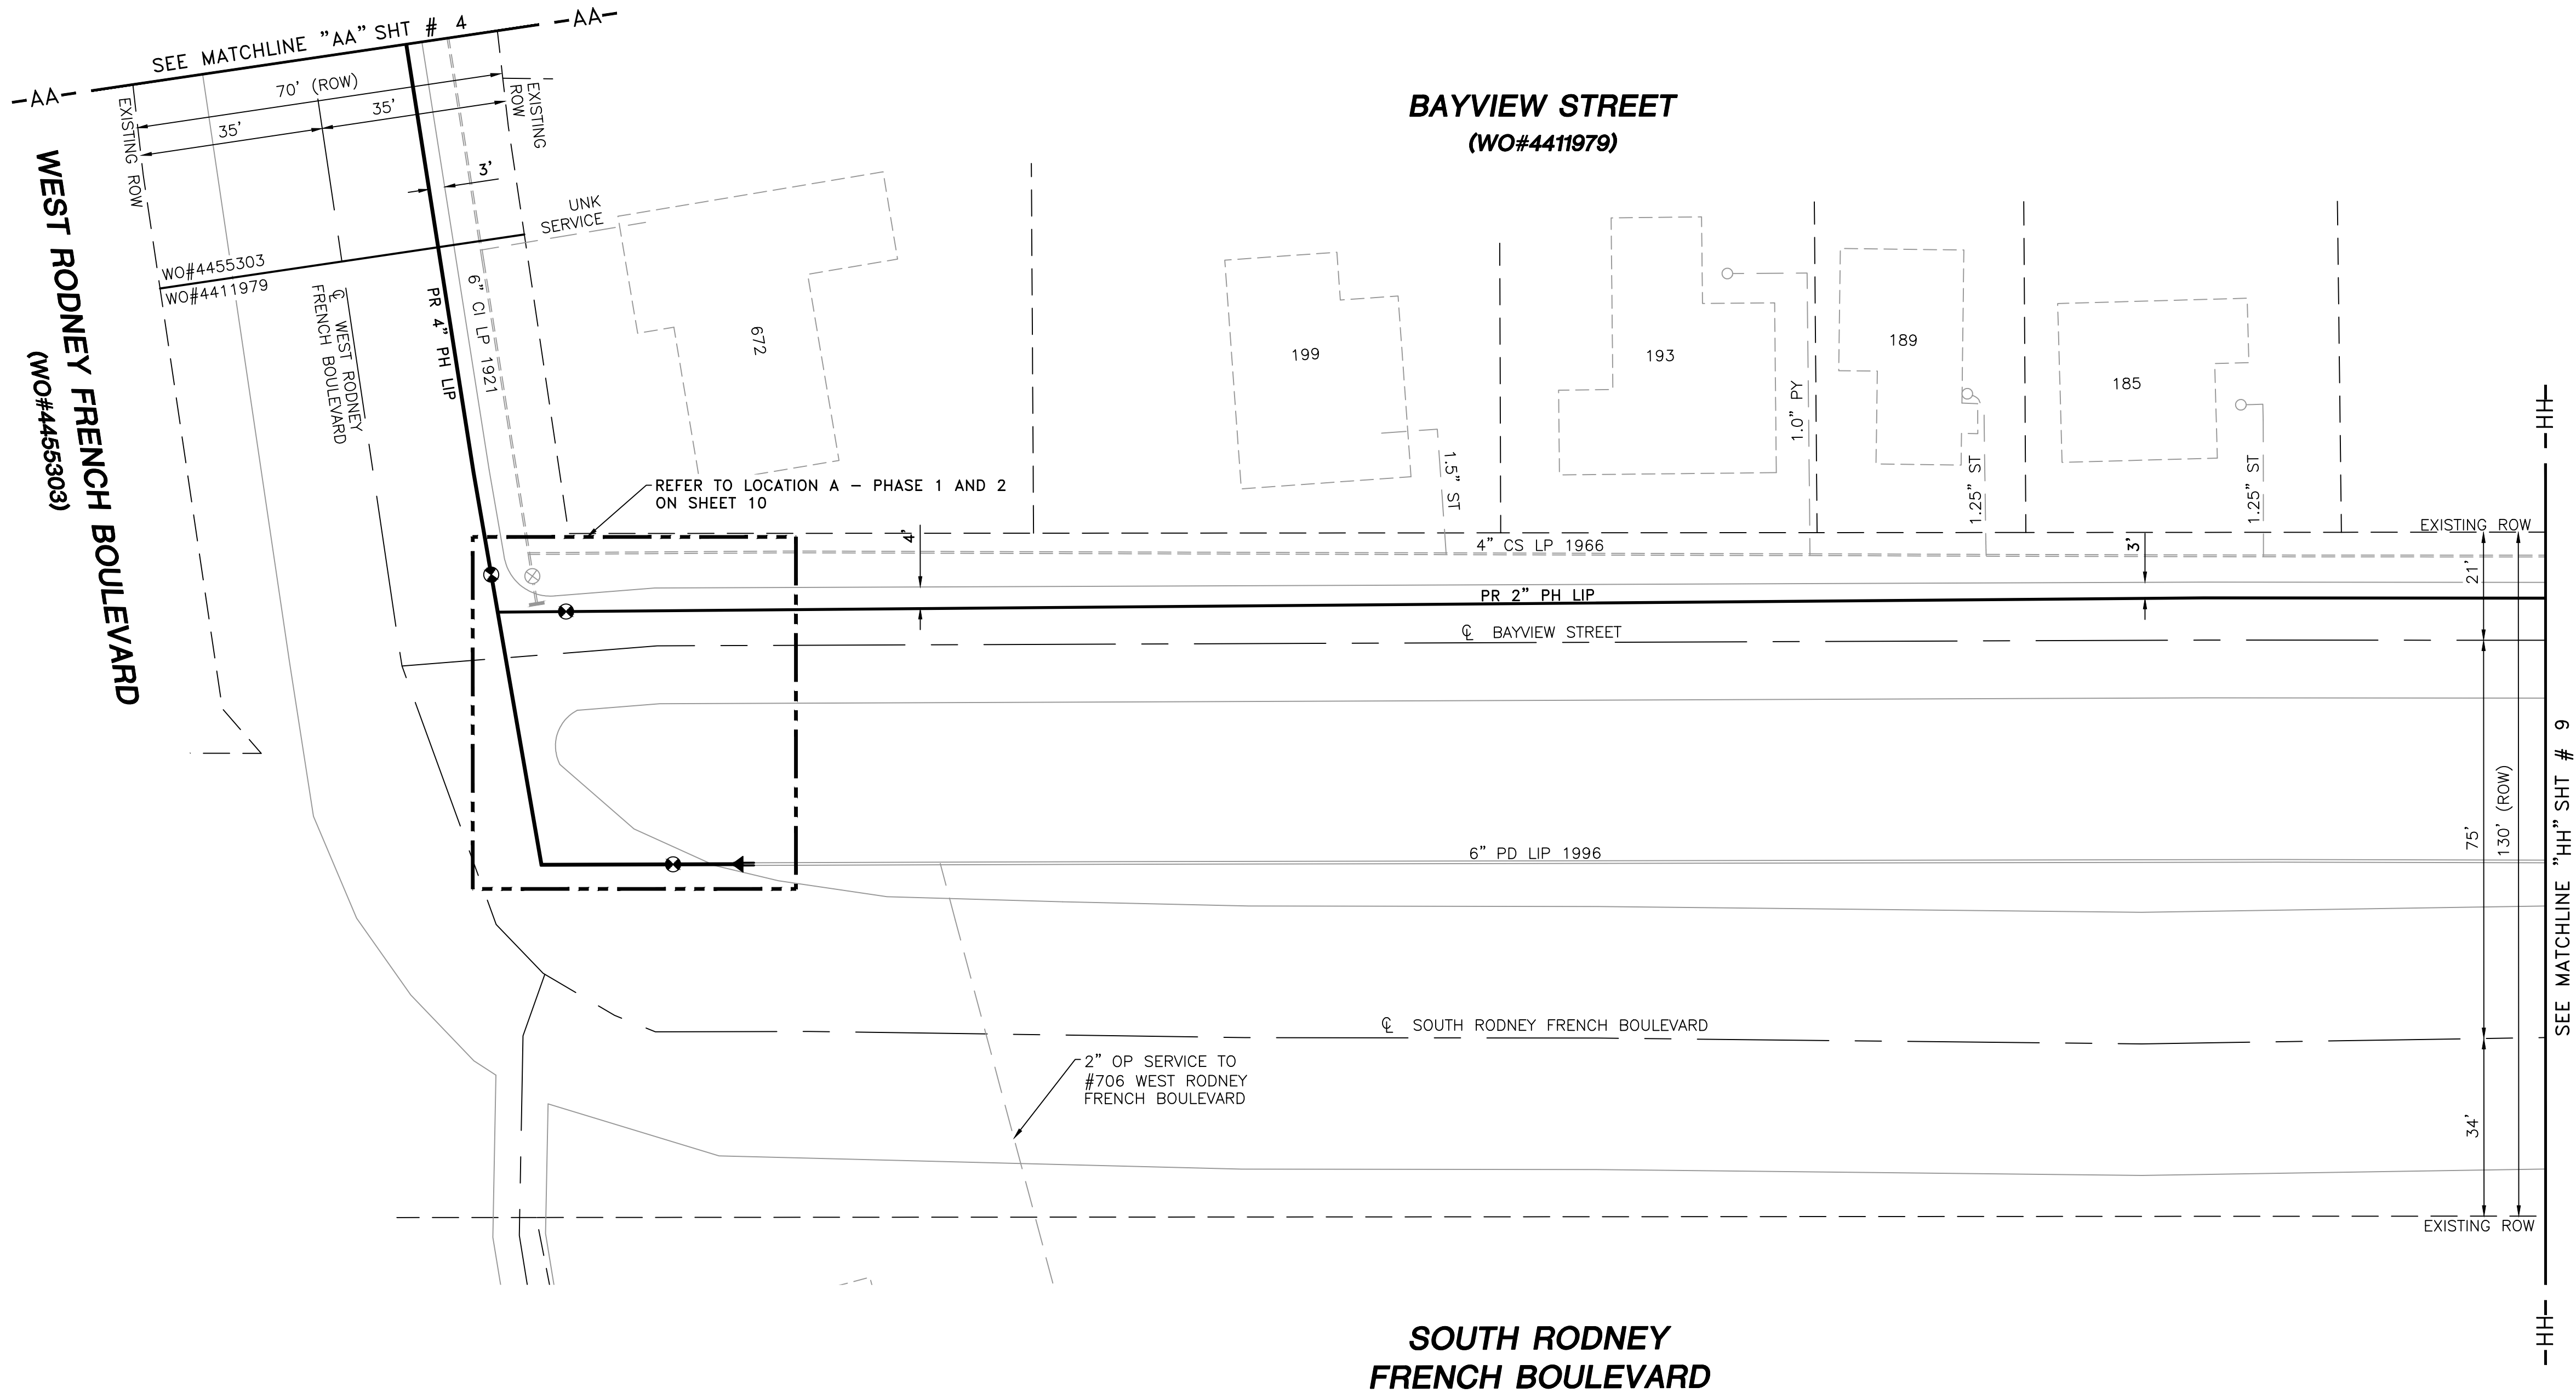 SEE MATCHLINE "AA" SHT # 4
-AA-
-AA-
70' (ROW)
35'
35'
EXISTING ROW
EXISTING
ROW
3'
WEST RODNEY FRENCH BOULEVARD
(WO#4455303)
WO#4455303
WO#4411979
℄ WEST RODNEY
FRENCH BOULEVARD
PR 4" PH LIP
6" CI LP 1921
UNK
SERVICE
672
BAYVIEW STREET
(WO#4411979)
199
193
189
185
1.5" ST
1.0" PY
1.25" ST
1.25" ST
REFER TO LOCATION A – PHASE 1 AND 2
ON SHEET 10
4'
4" CS LP 1966
EXISTING ROW
3'
21'
PR 2" PH LIP
℄ BAYVIEW STREET
6" PD LIP 1996
75'
130' (ROW)
℄ SOUTH RODNEY FRENCH BOULEVARD
2" OP SERVICE TO
#706 WEST RODNEY
FRENCH BOULEVARD
34'
EXISTING ROW
HH
SEE MATCHLINE "HH" SHT # 9
HH
SOUTH RODNEY
FRENCH BOULEVARD